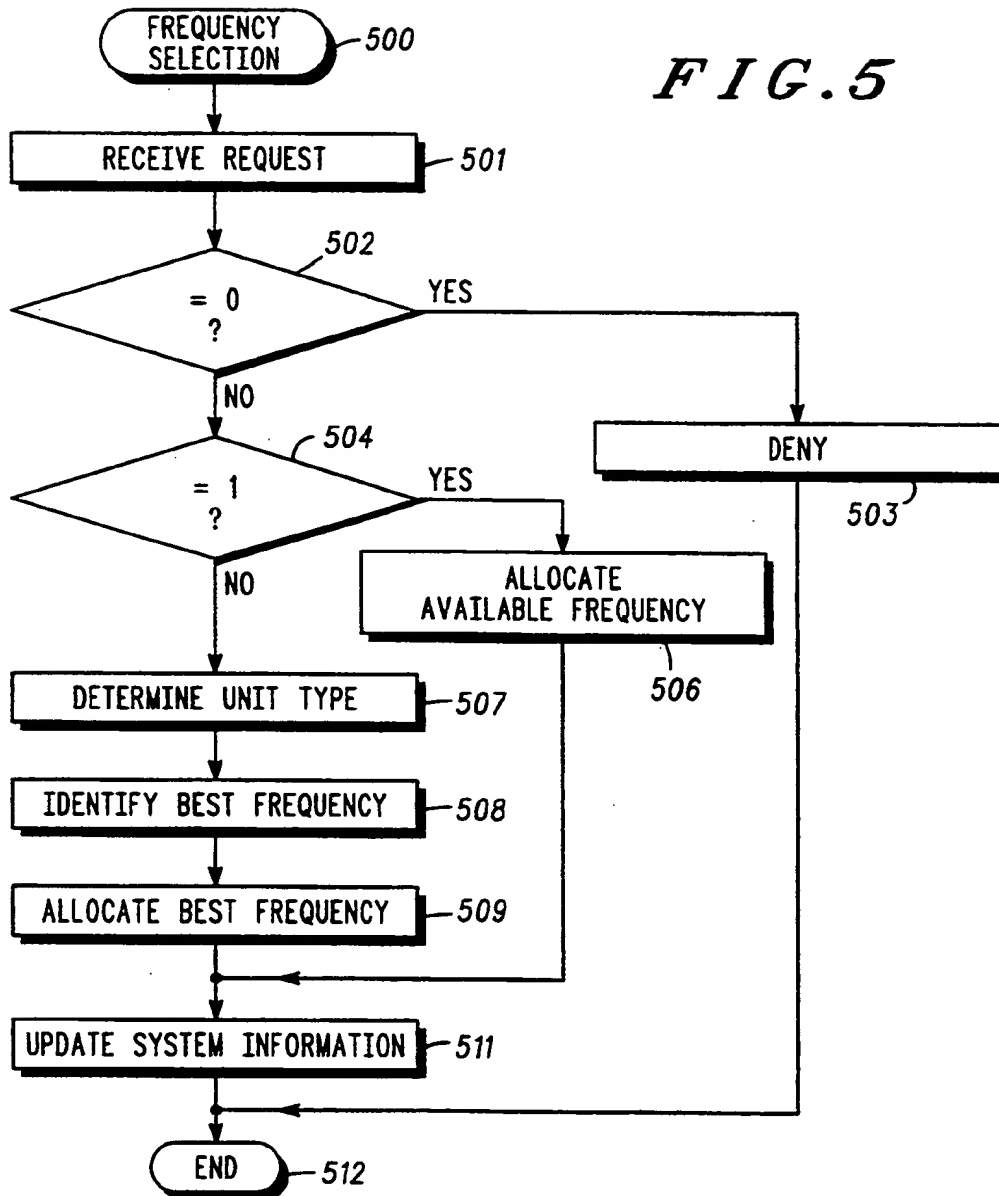 FREQUENCY
SELECTION
500
FIG.5
RECEIVE REQUEST
501
502
= 0
?
YES
NO
504
= 1
?
YES
NO
DENY
503
ALLOCATE
AVAILABLE FREQUENCY
506
DETERMINE UNIT TYPE
507
IDENTIFY BEST FREQUENCY
508
ALLOCATE BEST FREQUENCY
509
UPDATE SYSTEM INFORMATION
511
END
512